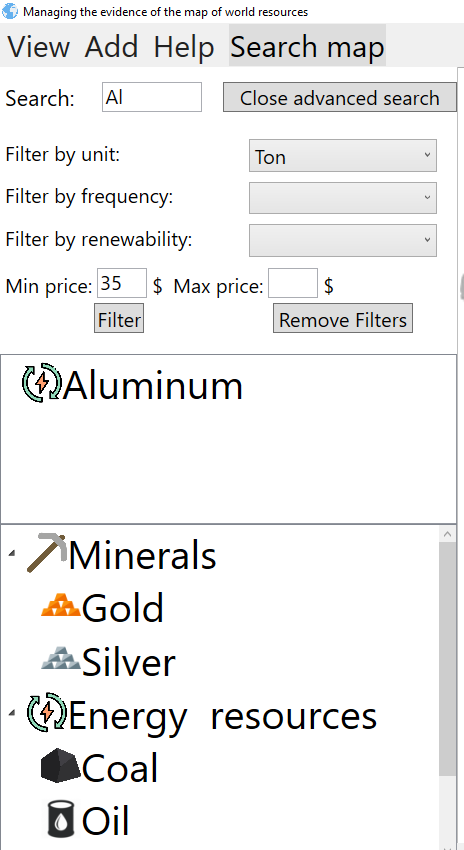 Managing the evidence of the map of world resources
View Add Help Search map
Search: Al Close advanced search
Filter by unit: Ton
Filter by frequency:
Filter by renewability:
Min price: 35 $ Max price: $
Filter Remove Filters
Aluminum
Minerals
Gold
Silver
Energy resources
Coal
Oil